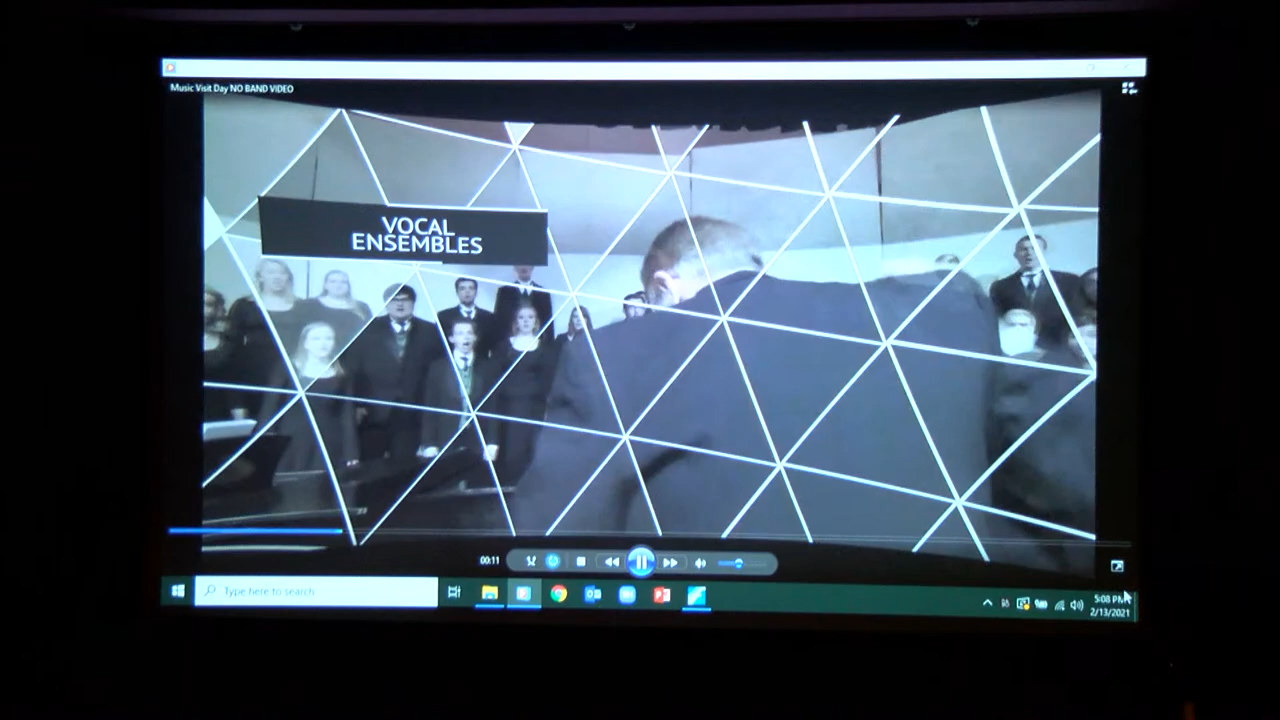 Music Visit Day NO BAND VIDEO
VOCAL
ENSEMBLES
00:11
Type here to search
5:08 PM
2/13/2021